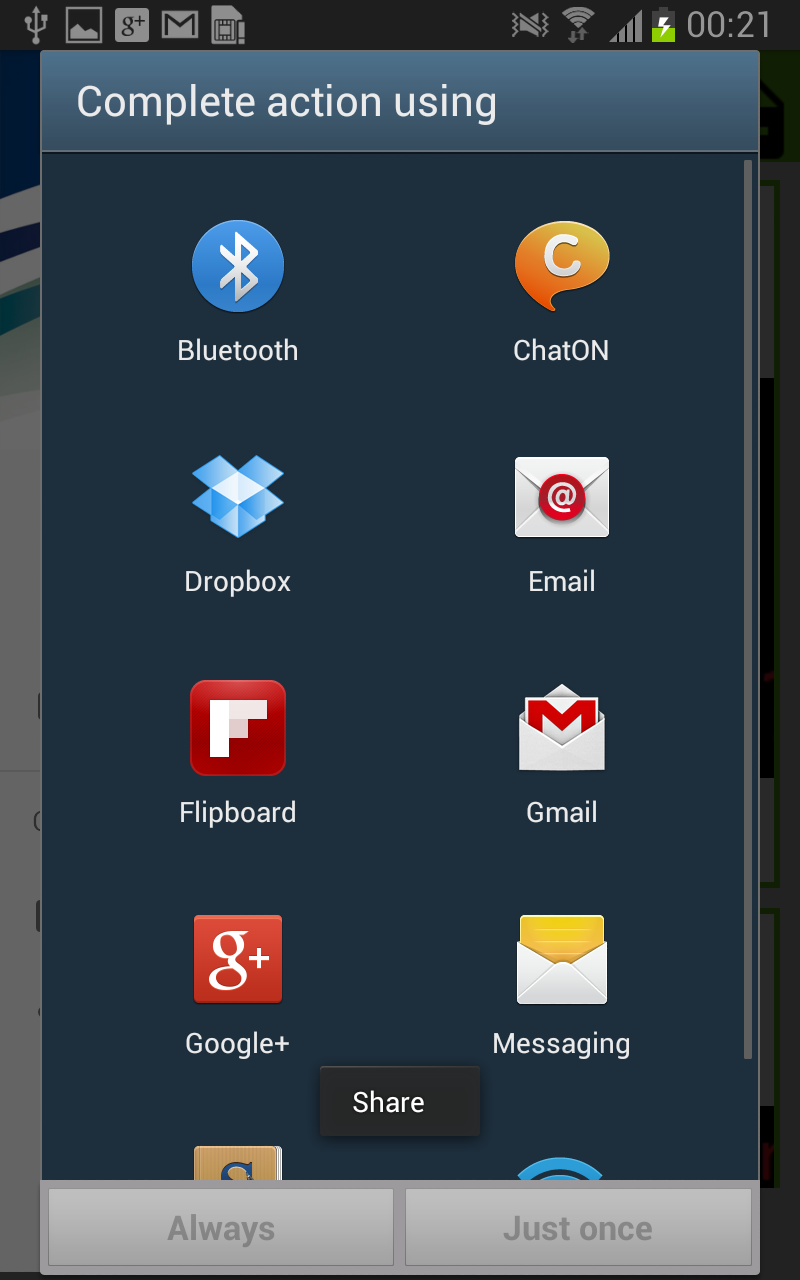 g+ 00:21
Complete action using
Bluetooth
C
ChatON
Dropbox
@
Email
Flipboard
Gmail
g+
Google+
Messaging
Share
Always
Just once